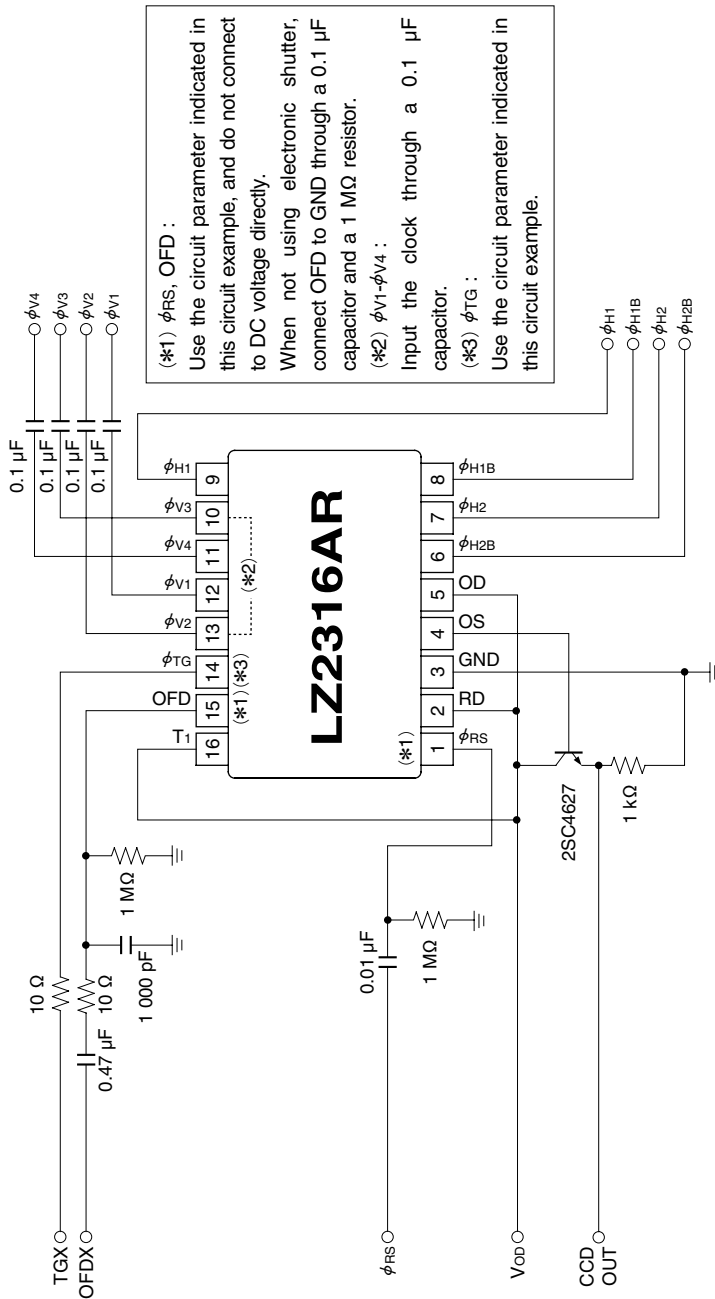 (*1) ϕRS, OFD :
Use the circuit parameter indicated in
this circuit example, and do not connect
to DC voltage directly.
When not using electronic shutter,
connect OFD to GND through a 0.1 µF
capacitor and a 1 MΩ resistor.
(*2) ϕV1-ϕV4 :
Input the clock through a 0.1 µF
capacitor.
(*3) ϕTG :
Use the circuit parameter indicated in
this circuit example.
ϕV4
ϕV3
ϕV2
ϕV1
0.1 µF
0.1 µF
0.1 µF
0.1 µF
TGX
OFDX
10 Ω
10 Ω
0.47 µF
1 000 pF
1 MΩ
T1
OFD
ϕTG
ϕV2
ϕV1
ϕV4
ϕV3
ϕH1
16
15
14
13
12
11
10
9
(*1)
(*3)
(*2)
LZ2316AR
(*1)
1
2
3
4
5
6
7
8
ϕRS
RD
GND
OS
OD
ϕH2B
ϕH2
ϕH1B
ϕRS
0.01 µF
1 MΩ
VOD
CCD
OUT
2SC4627
1 kΩ
ϕH1
ϕH1B
ϕH2
ϕH2B